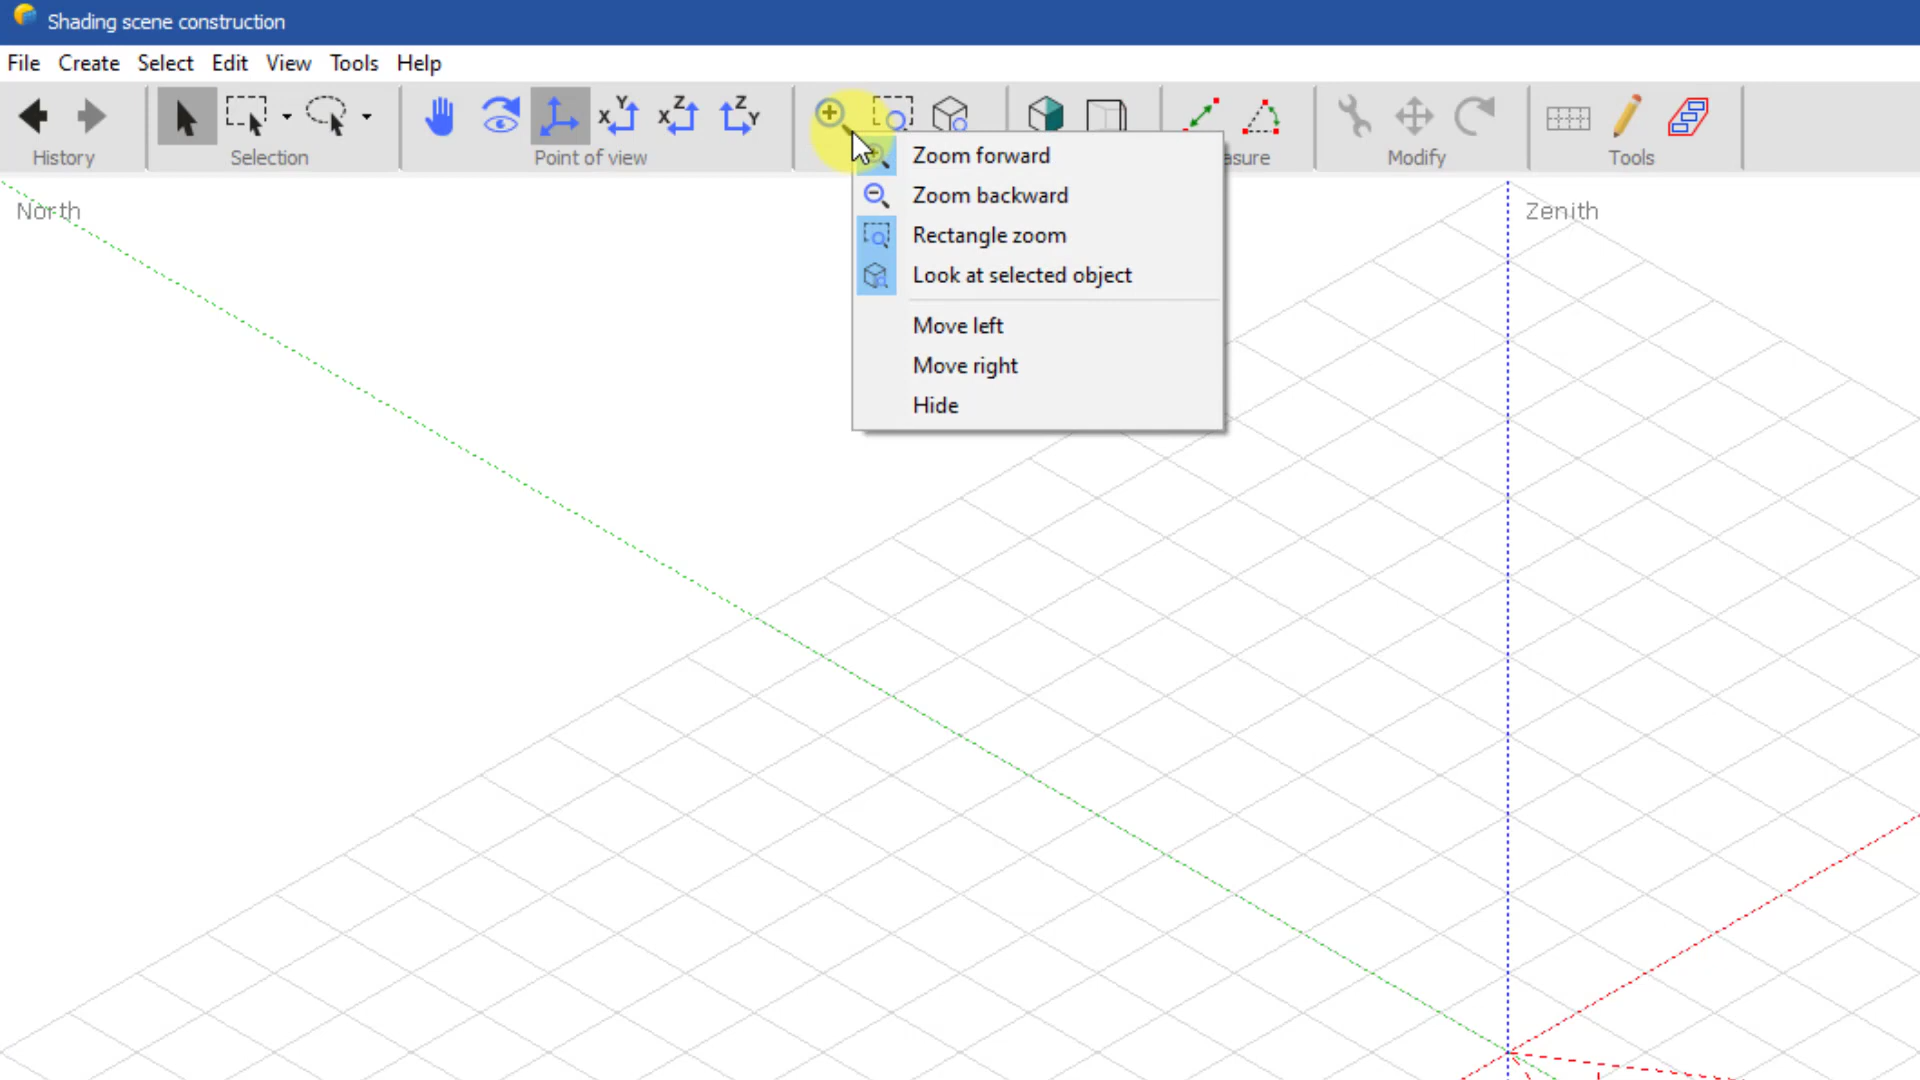 Shading scene construction
File Create Select Edit View Tools Help
X Y X Z Z Y
Zoom forward
History Selection Point of view asure Modify Tools
Zoom backward
North Zenith
Rectangle zoom
Look at selected object
Move left
Move right
Hide